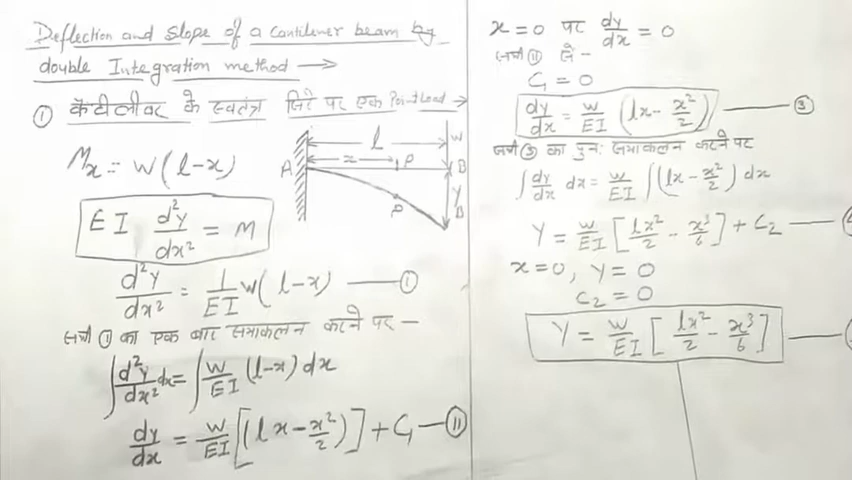 Deflection and slope of a cantilever beam by
double Integration method →
① केंटीलीवर के स्वतंत्र सिरे पर एक Point Load →
Mx = W(l-x)
l
W
x
P
A
B
Y
P'
B'
EI d²y/dx² = M
d²y/dx² = 1/EI W(l-x) — ①
समी ① का एक बार समाकलन करने पर -
∫ d²y/dx² dx = ∫ W/EI (l-x) dx
dy/dx = W/EI [(lx - x²/2)] + C₁ — ⑪
x=0 पर dy/dx = 0
समी ⑪ से -
C₁ = 0
dy/dx = W/EI (lx - x²/2) — ③
समी ③ का पुनः समाकलन करने पर
∫ dy/dx dx = W/EI ∫ (lx - x²/2) dx
Y = W/EI [lx²/2 - x³/6] + C₂ —
x=0, Y=0
C₂ = 0
Y = W/EI [lx²/2 - x³/6] —